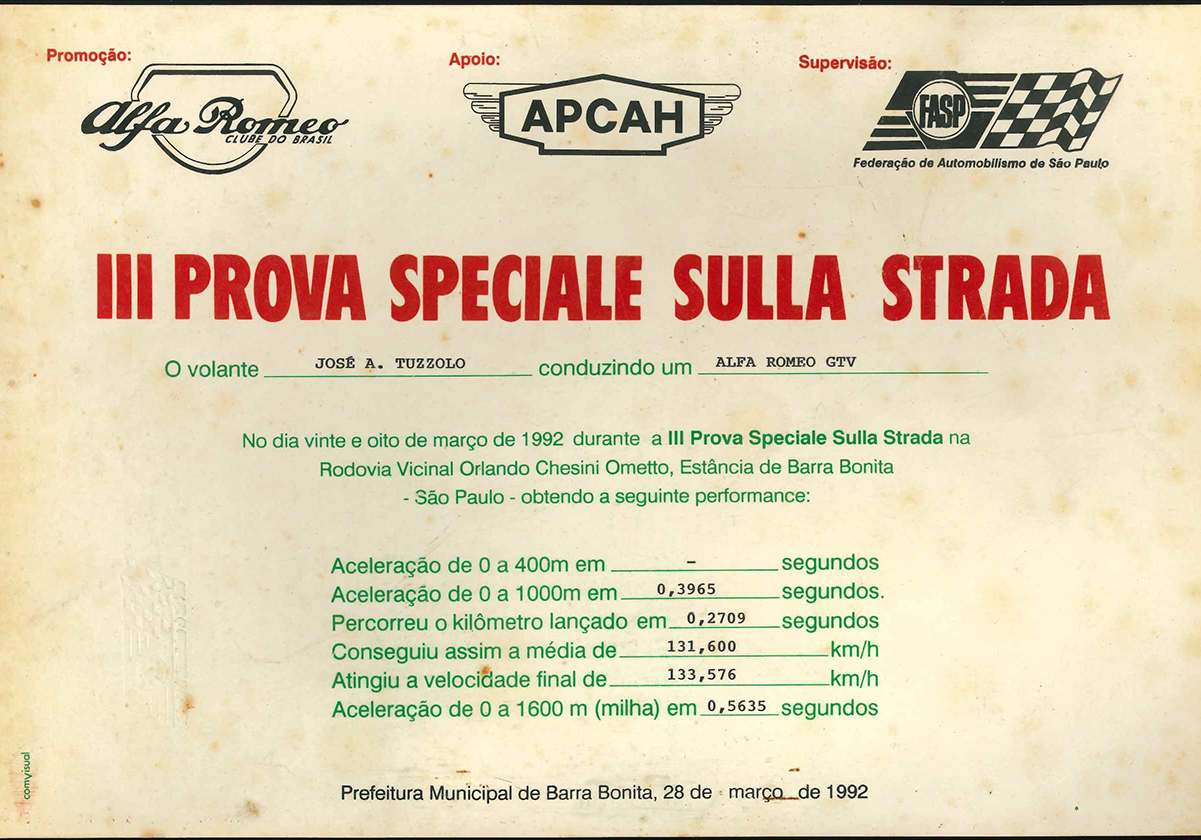 Promoção:
Alfa Romeo
CLUBE DO BRASIL
Apoio:
APCAH
Supervisão:
FASP
Federação de Automobilismo de São Paulo
III PROVA SPECIALE SULLA STRADA
O volante JOSÉ A. TUZZOLO conduzindo um ALFA ROMEO GTV
No dia vinte e oito de março de 1992 durante a III Prova Speciale Sulla Strada na
Rodovia Vicinal Orlando Chesini Ometto, Estância de Barra Bonita
- São Paulo - obtendo a seguinte performance:
Aceleração de 0 a 400m em - segundos
Aceleração de 0 a 1000m em 0,3965 segundos.
Percorreu o kilômetro lançado em 0,2709 segundos
Conseguiu assim a média de 131,600 km/h
Atingiu a velocidade final de 133,576 km/h
Aceleração de 0 a 1600 m (milha) em 0,5635 segundos
Prefeitura Municipal de Barra Bonita, 28 de março de 1992
comvisual